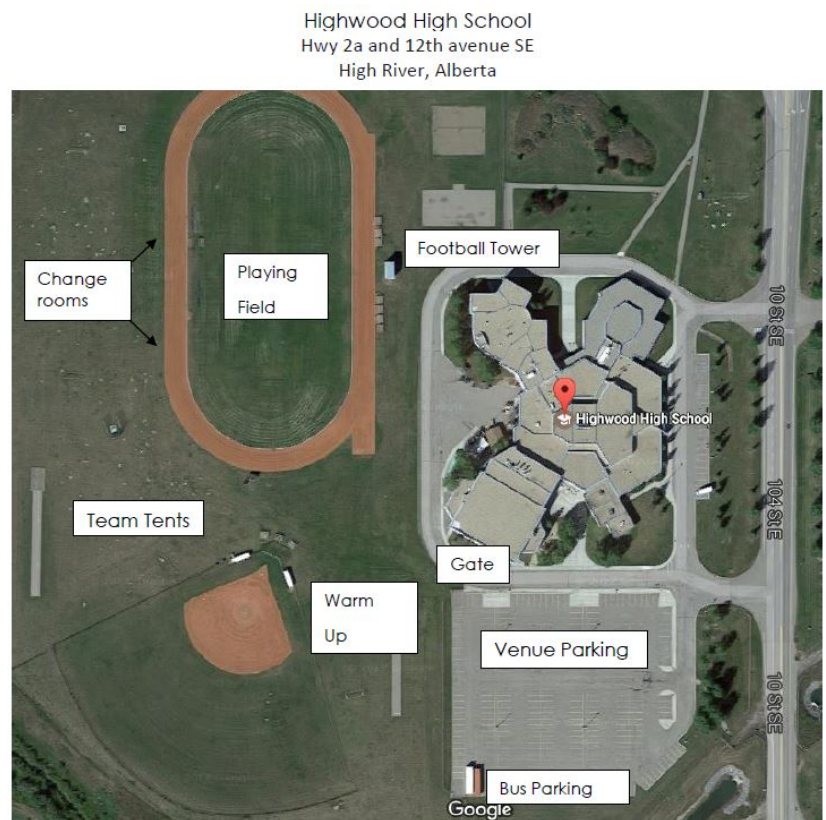 Highwood High School
Hwy 2a and 12th avenue SE
High River, Alberta
Football Tower
Change
rooms
Playing
Field
10 St SE
Highwood High School
104 St E
Team Tents
Gate
Warm
Up
Venue Parking
10 St SE
Bus Parking
Google